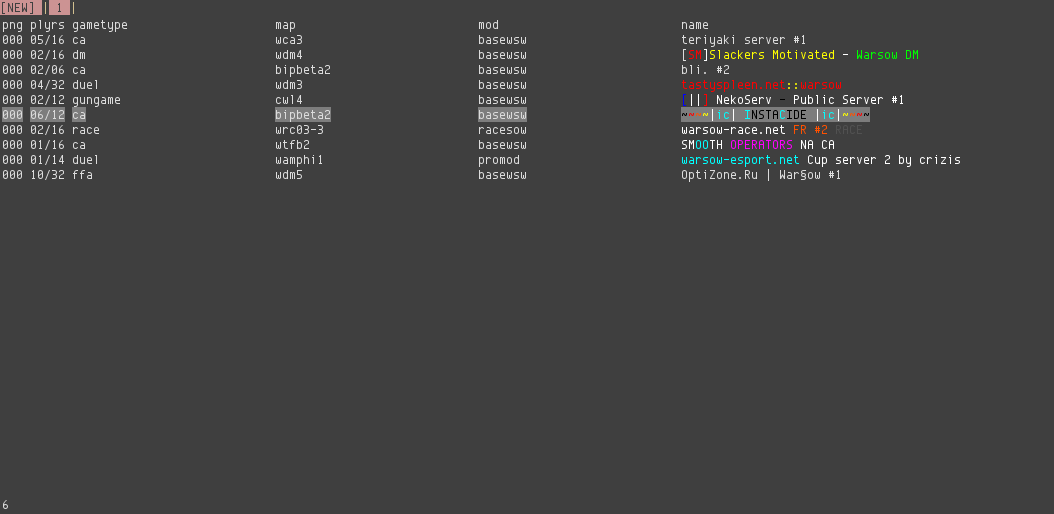 [NEW] | 1 |
png plyrs gametype map mod name
000 05/16 ca wca3 basewsw teriyaki server #1
000 02/16 dm wdm4 basewsw [SM]Slackers Motivated - Warsow DM
000 02/06 ca bipbeta2 basewsw bli. #2
000 04/32 duel wdm3 basewsw tastyspleen.net::warsow
000 02/12 gungame cwl4 basewsw [||] NekoServ - Public Server #1
000 06/12 ca bipbeta2 basewsw ~~~~|ic| INSTACIDE |ic|~~~~
000 02/16 race wrc03-3 racesow warsow-race.net FR #2 RACE
000 01/16 ca wtfb2 basewsw SMOOTH OPERATORS NA CA
000 01/14 duel wamphi1 promod warsow-esport.net Cup server 2 by crizis
000 10/32 ffa wdm5 basewsw OptiZone.Ru | War§ow #1
6